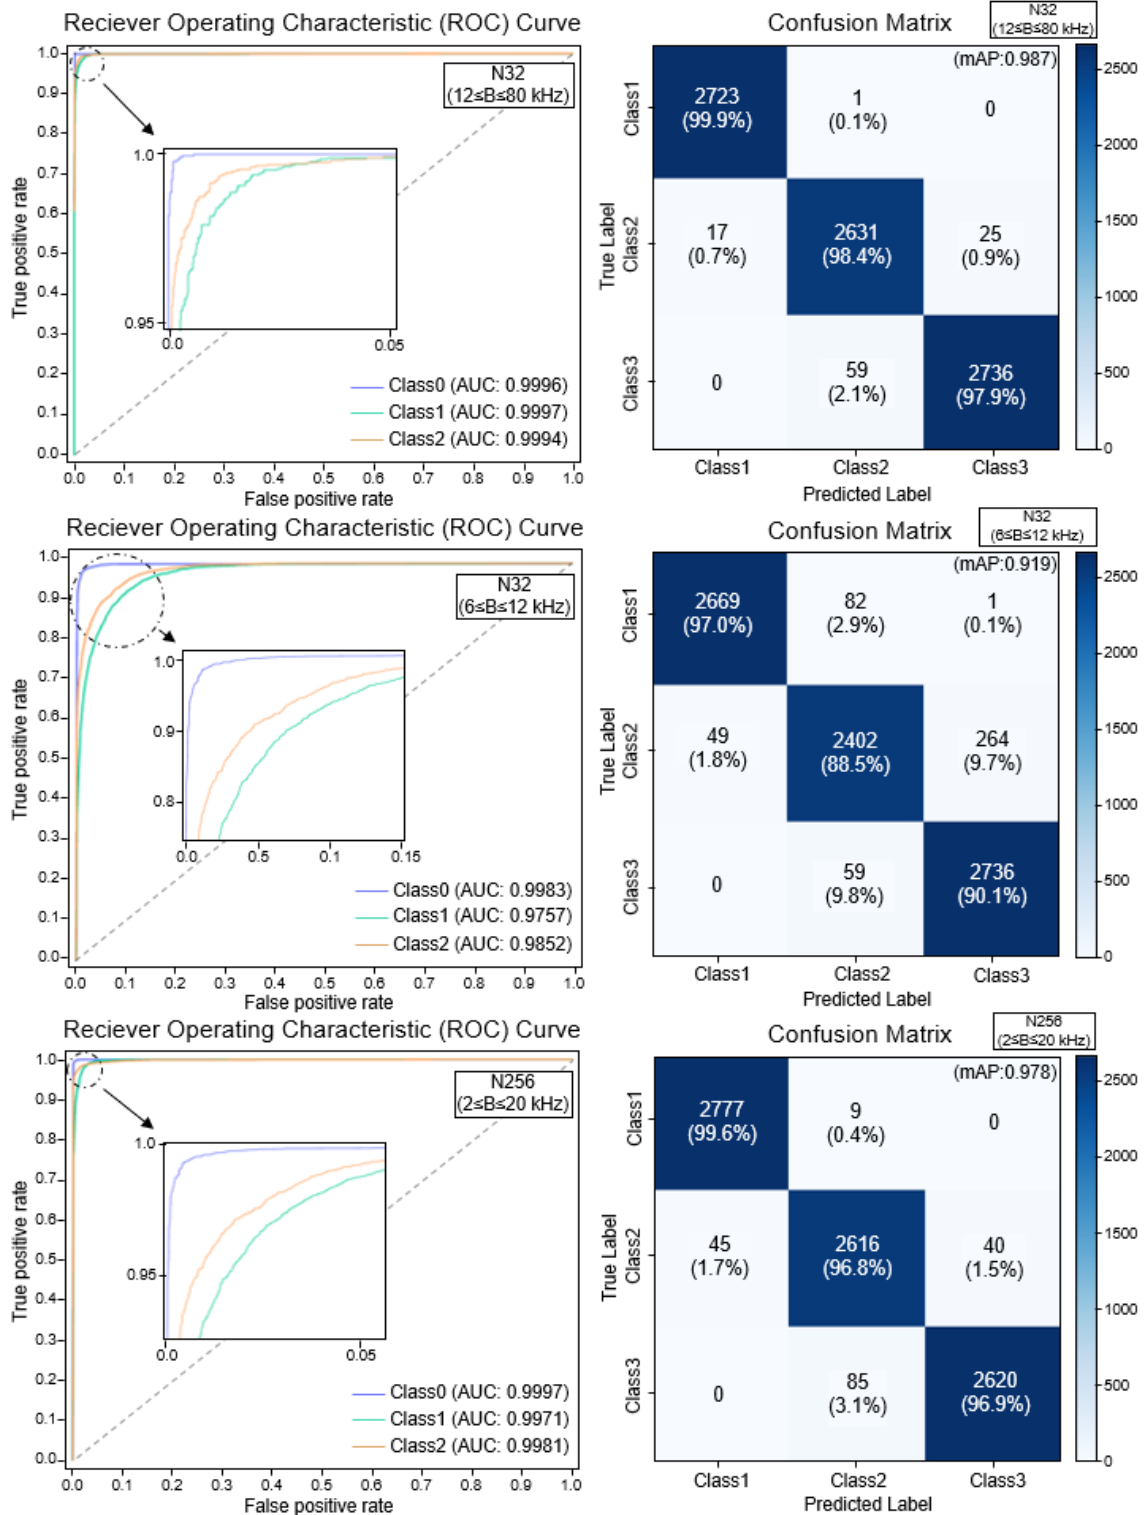 Reciever Operating Characteristic (ROC) Curve
N32
(12≤B≤80 kHz)
True positive rate
1.0
0.9
0.8
0.7
0.6
0.5
0.4
0.3
0.2
0.1
0.0
1.0
0.95
0.0
0.05
Class0 (AUC: 0.9996)
Class1 (AUC: 0.9997)
Class2 (AUC: 0.9994)
0.0 0.1 0.2 0.3 0.4 0.5 0.6 0.7 0.8 0.9 1.0
False positive rate
Confusion Matrix
N32
(12≤B≤80 kHz)
(mAP:0.987)
True Label
Class1
2723 1 0
(99.9%) (0.1%)
Class2
17 2631 25
(0.7%) (98.4%) (0.9%)
Class3
0 59 2736
(2.1%) (97.9%)
Class1 Class2 Class3
Predicted Label
2500
2000
1500
1000
500
0
Reciever Operating Characteristic (ROC) Curve
N32
(6≤B≤12 kHz)
True positive rate
1.0
0.9
0.8
0.7
0.6
0.5
0.4
0.3
0.2
0.1
0.0
1.0
0.9
0.8
0.0 0.5 0.1 0.15
Class0 (AUC: 0.9983)
Class1 (AUC: 0.9757)
Class2 (AUC: 0.9852)
0.0 0.1 0.2 0.3 0.4 0.5 0.6 0.7 0.8 0.9 1.0
False positive rate
Confusion Matrix
N32
(6≤B≤12 kHz)
(mAP:0.919)
True Label
Class1
2669 82 1
(97.0%) (2.9%) (0.1%)
Class2
49 2402 264
(1.8%) (88.5%) (9.7%)
Class3
0 59 2736
(9.8%) (90.1%)
Class1 Class2 Class3
Predicted Label
2500
2000
1500
1000
500
0
Reciever Operating Characteristic (ROC) Curve
N256
(2≤B≤20 kHz)
True positive rate
1.0
0.9
0.8
0.7
0.6
0.5
0.4
0.3
0.2
0.1
0.0
1.0
0.95
0.0 0.05
Class0 (AUC: 0.9997)
Class1 (AUC: 0.9971)
Class2 (AUC: 0.9981)
0.0 0.1 0.2 0.3 0.4 0.5 0.6 0.7 0.8 0.9 1.0
False positive rate
Confusion Matrix
N256
(2≤B≤20 kHz)
(mAP:0.978)
True Label
Class1
2777 9 0
(99.6%) (0.4%)
Class2
45 2616 40
(1.7%) (96.8%) (1.5%)
Class3
0 85 2620
(3.1%) (96.9%)
Class1 Class2 Class3
Predicted Label
2500
2000
1500
1000
500
0